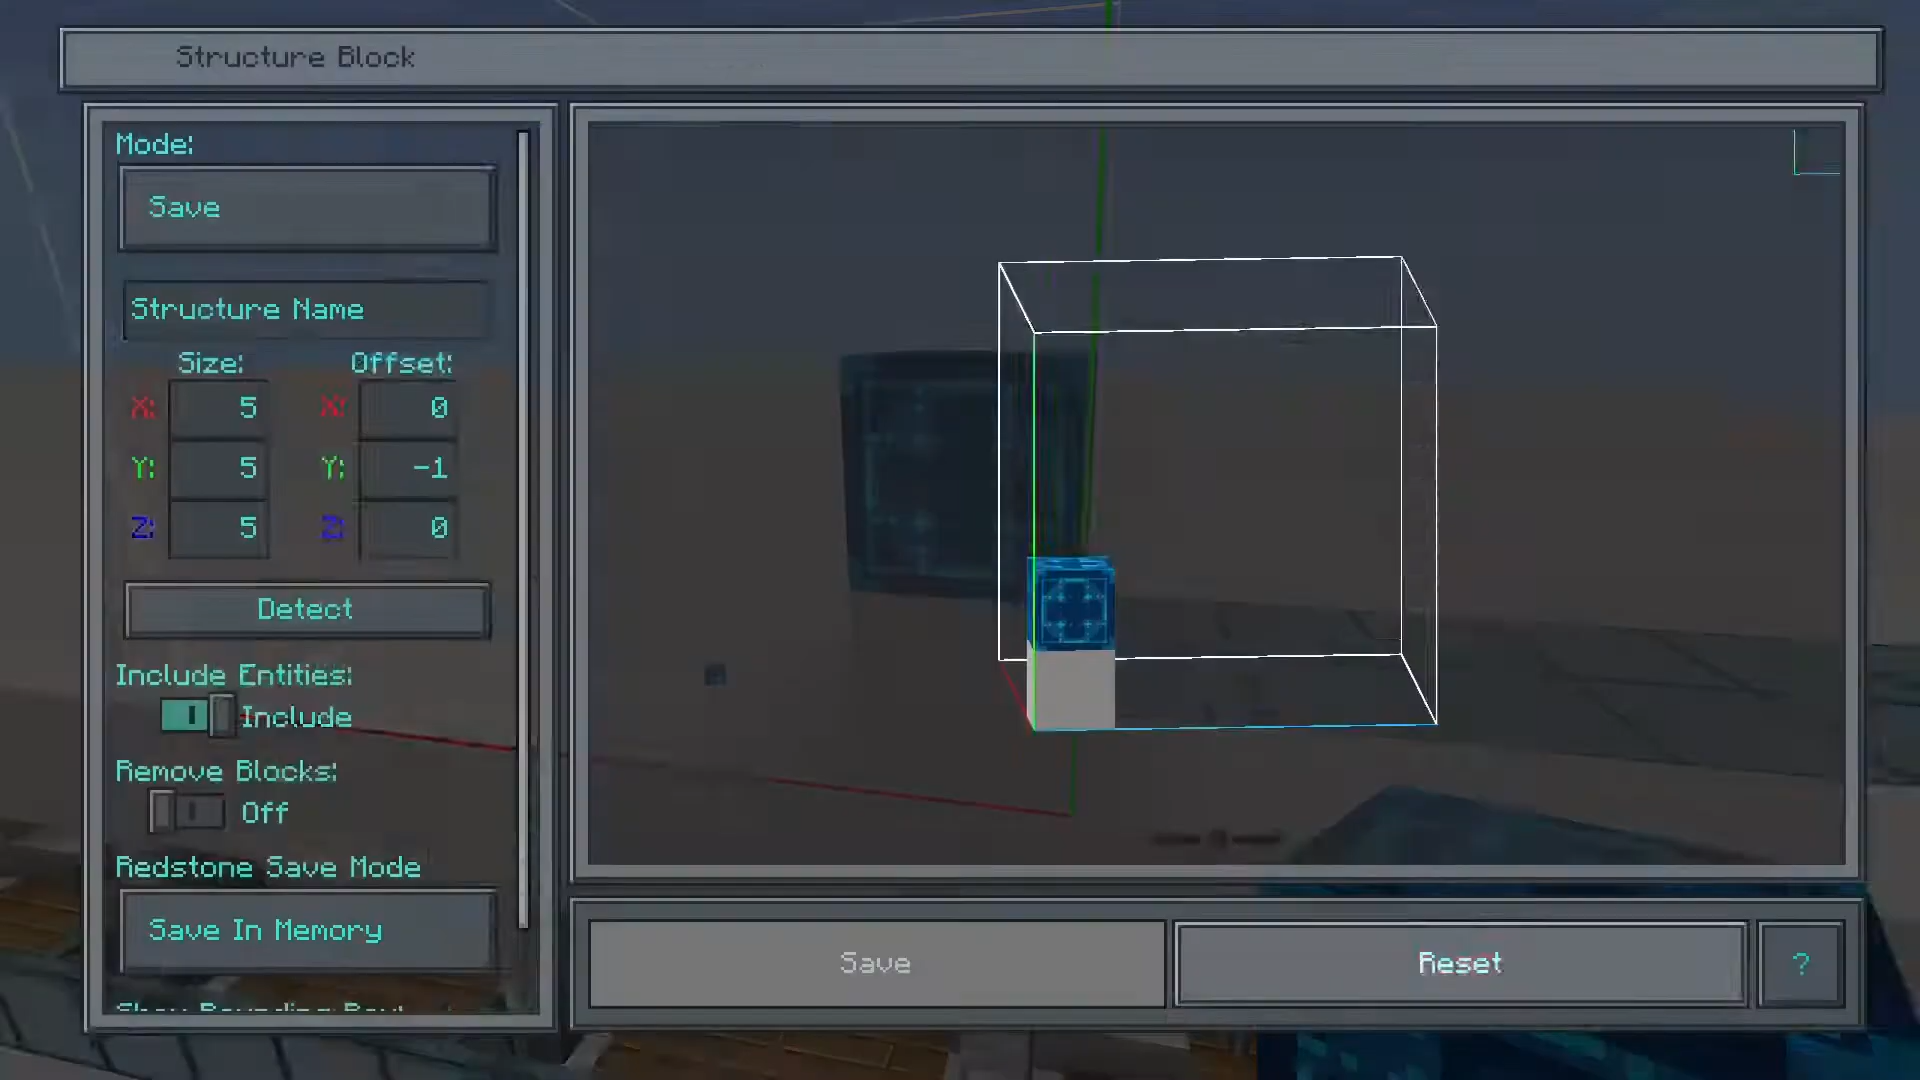 Structure Block
Mode:
Save
Structure Name
Size: Offset:
X: 5 X: 0
Y: 5 Y: -1
Z: 5 Z: 0
Detect
Include Entities:
Include
Remove Blocks:
Off
Redstone Save Mode
Save In Memory
Save
Reset
?